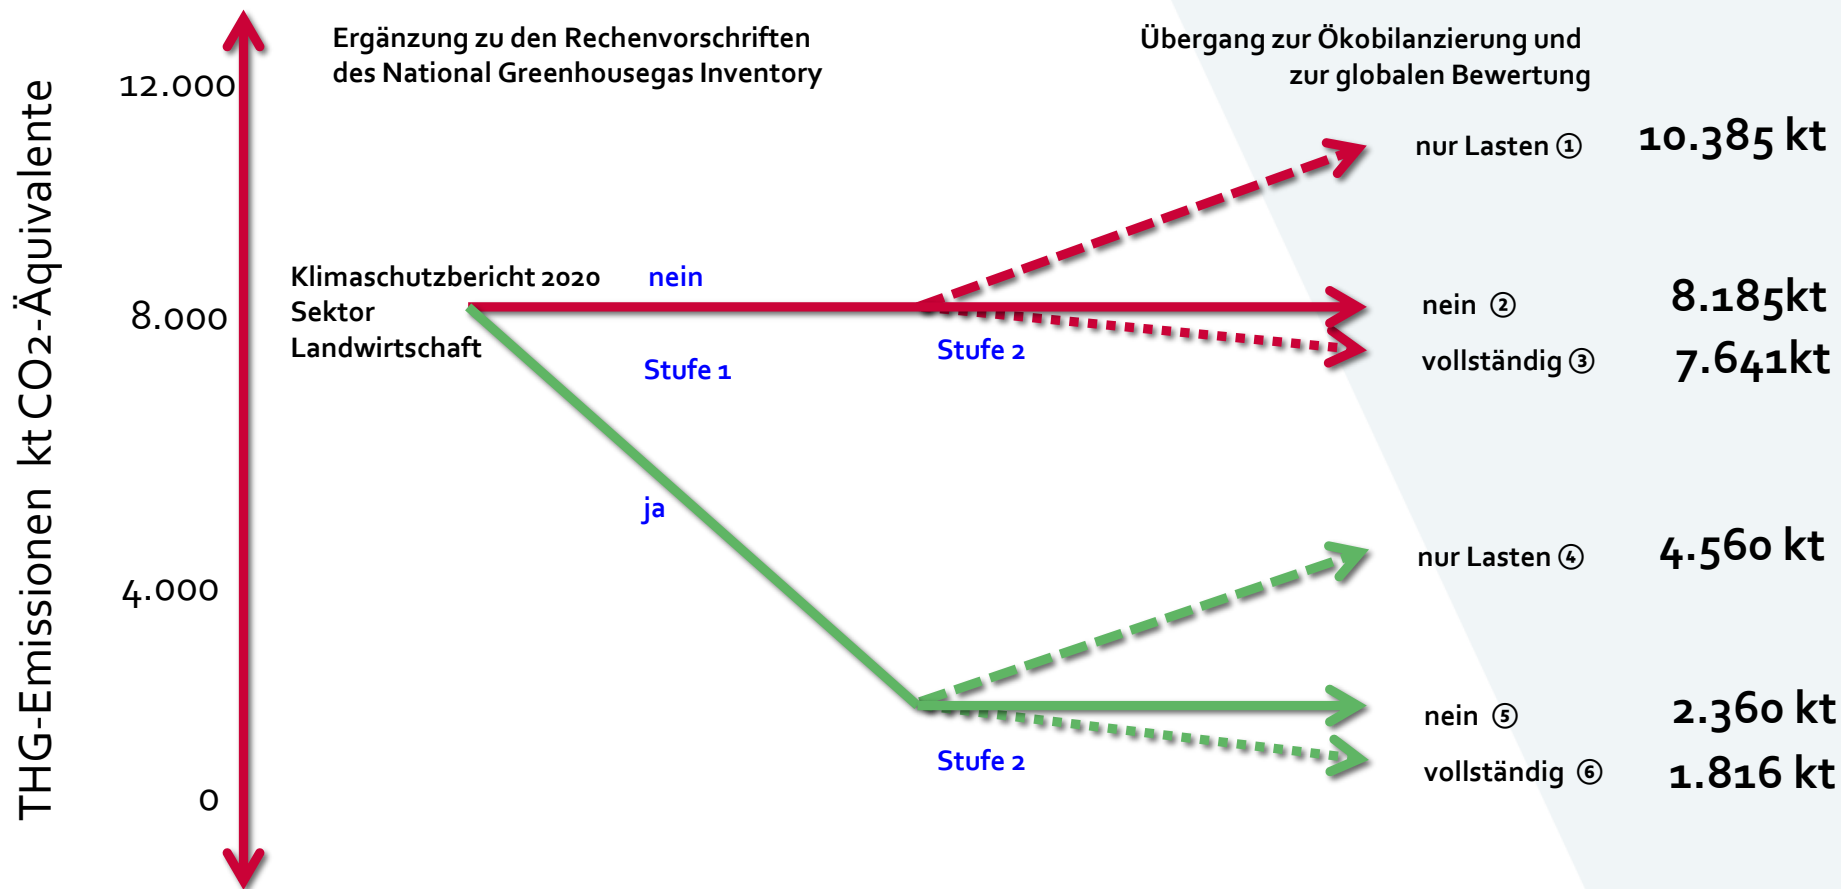 THG-Emissionen kt CO2-Äquivalente
12.000
8.000
4.000
0
Ergänzung zu den Rechenvorschriften
des National Greenhousegas Inventory
Übergang zur Ökobilanzierung und
zur globalen Bewertung
Klimaschutzbericht 2020
Sektor
Landwirtschaft
nein
Stufe 1
ja
Stufe 2
Stufe 2
nur Lasten ① 10.385 kt
nein ② 8.185kt
vollständig ③ 7.641kt
nur Lasten ④ 4.560 kt
nein ⑤ 2.360 kt
vollständig ⑥ 1.816 kt